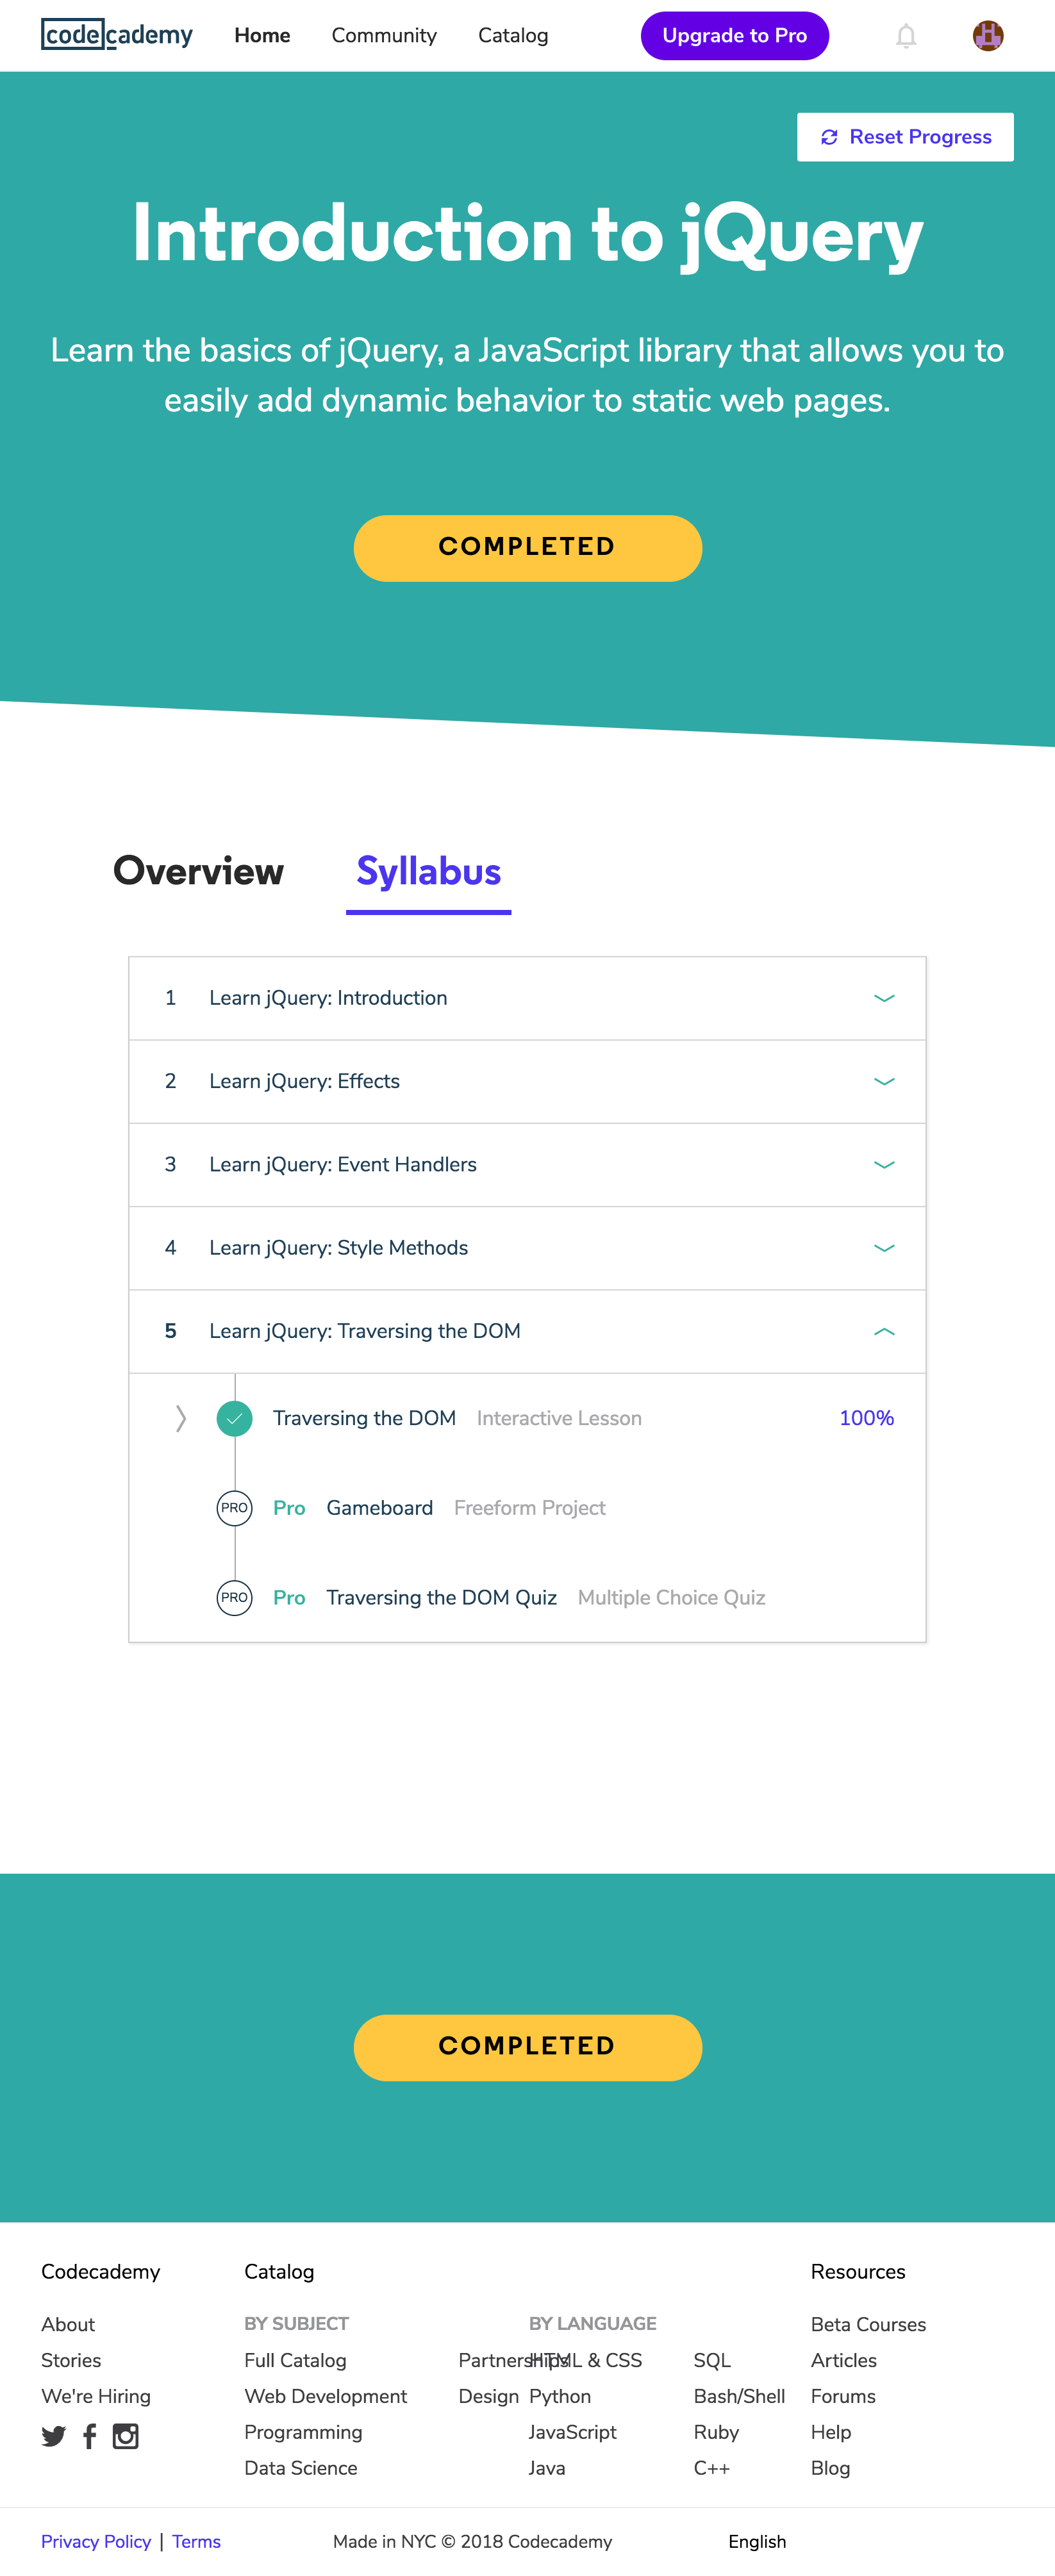 codecademy Home Community Catalog Upgrade to Pro
Reset Progress
Introduction to jQuery
Learn the basics of jQuery, a JavaScript library that allows you to
easily add dynamic behavior to static web pages.
COMPLETED
Overview Syllabus
1 Learn jQuery: Introduction
2 Learn jQuery: Effects
3 Learn jQuery: Event Handlers
4 Learn jQuery: Style Methods
5 Learn jQuery: Traversing the DOM
Traversing the DOM Interactive Lesson 100%
PRO Pro Gameboard Freeform Project
PRO Pro Traversing the DOM Quiz Multiple Choice Quiz
COMPLETED
Codecademy Catalog Resources
About BY SUBJECT BY LANGUAGE Beta Courses
Stories Full Catalog Partnerships HTML & CSS SQL Articles
We're Hiring Web Development Design Python Bash/Shell Forums
Programming JavaScript Ruby Help
Data Science Java C++ Blog
Privacy Policy | Terms Made in NYC © 2018 Codecademy English